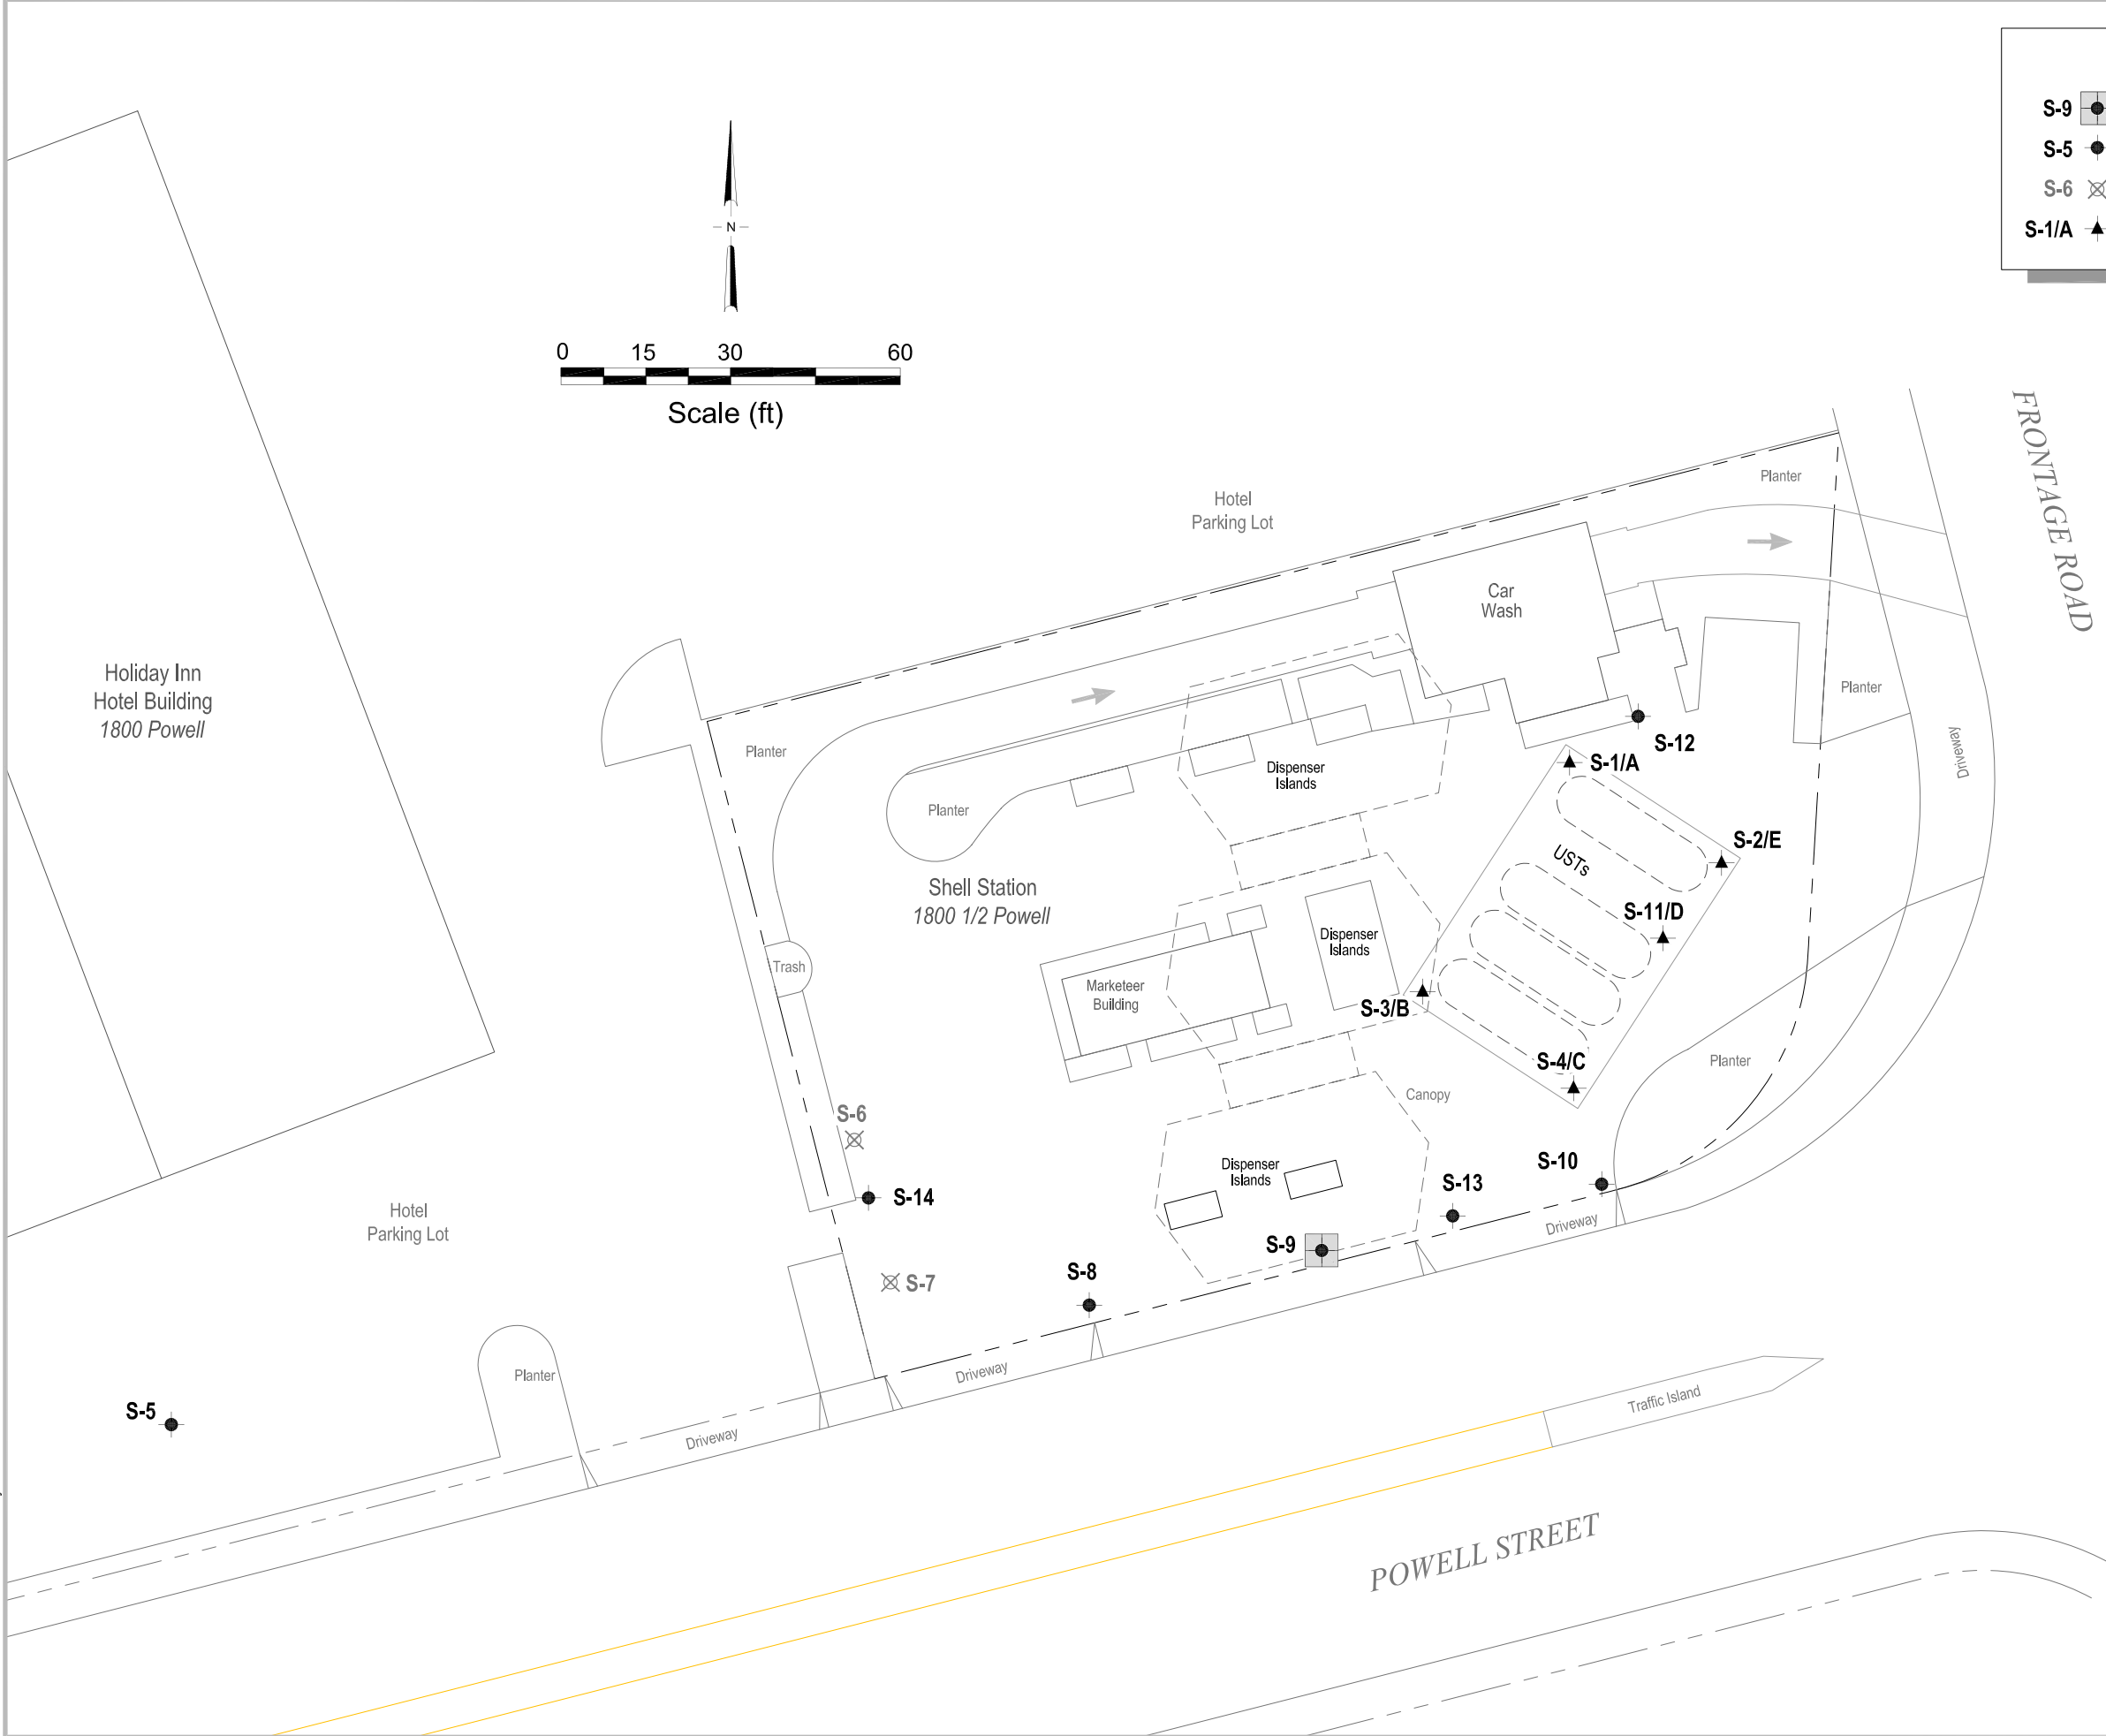 S-9
S-5
S-6
S-1/A
N
0 15 30 60
Scale (ft)
FRONTAGE ROAD
Planter
Hotel
Parking Lot
Car
Wash
Holiday Inn
Hotel Building
1800 Powell
Planter
Planter
Driveway
S-12
S-1/A
Dispenser
Islands
Planter
S-2/E
USTs
Shell Station
1800 1/2 Powell
S-11/D
Dispenser
Islands
Trash
Marketeer
Building
S-3/B
S-4/C
Planter
Canopy
S-6
Dispenser
Islands
S-10
S-13
S-14
Hotel
Parking Lot
Driveway
S-9
S-7
S-8
Driveway
Planter
S-5
Driveway
Traffic Island
POWELL STREET